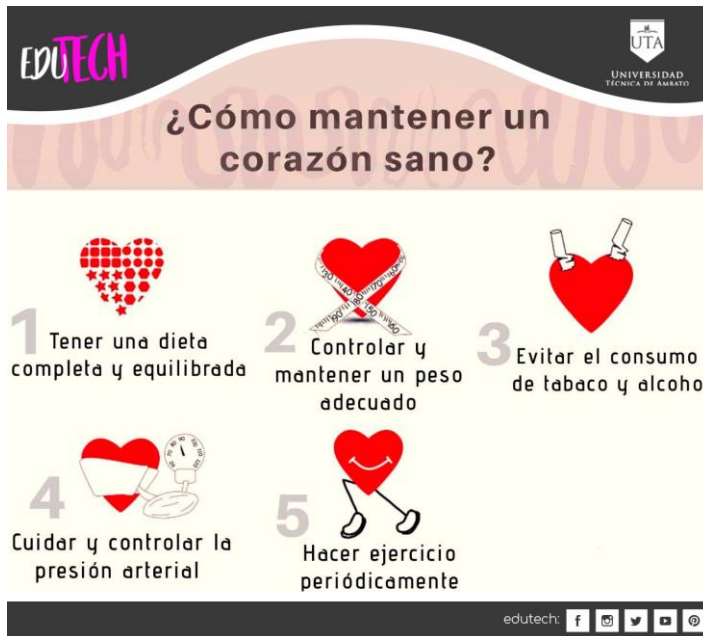 EDUTECH
UTA
UNIVERSIDAD
TÉCNICA DE AMBATO
¿Cómo mantener un
corazón sano?
1 Tener una dieta
completa y equilibrada
2 Controlar y
mantener un peso
adecuado
3 Evitar el consumo
de tabaco y alcoho
4 Cuidar y controlar la
presión arterial
5 Hacer ejercicio
periódicamente
edutech: